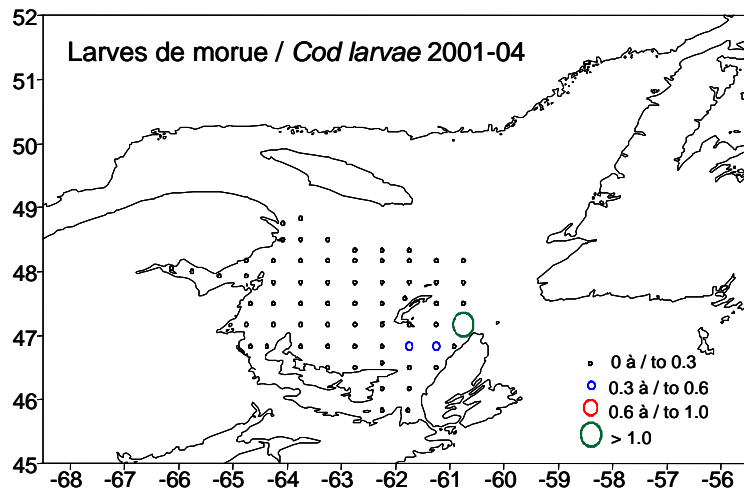 52
Larves de morue / Cod larvae 2001-04
51
50
49
48
47
0 à / to 0.3
46
0.3 à / to 0.6
0.6 à / to 1.0
> 1.0
45
-68 -67 -66 -65 -64 -63 -62 -61 -60 -59 -58 -57 -56